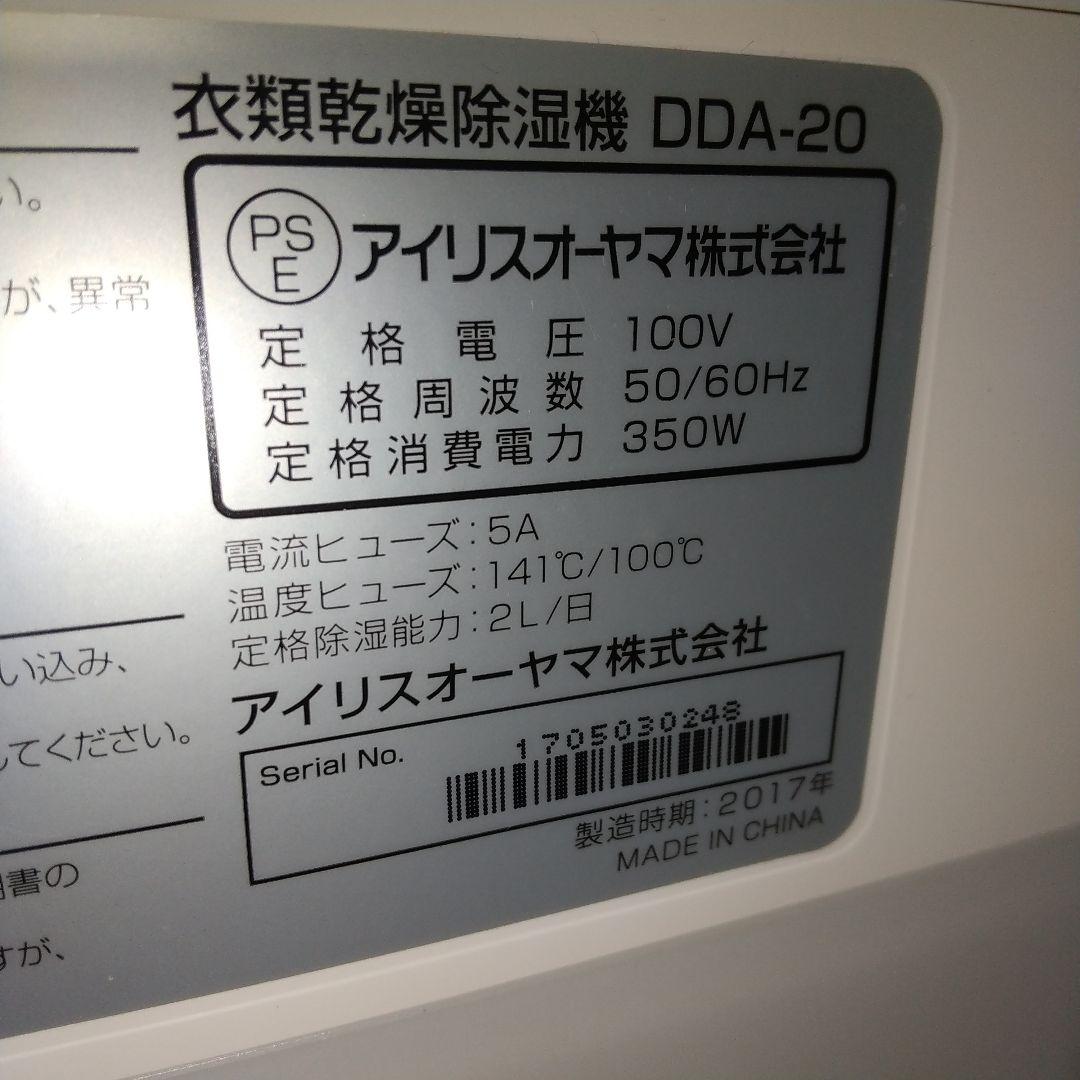 衣類乾燥除湿機 DDA-20
PS
E
アイリスオーヤマ株式会社
定格電圧 100V
定格周波数 50/60Hz
定格消費電力 350W
電流ヒューズ:5A
温度ヒューズ:141℃/100℃
定格除湿能力:2L/日
アイリスオーヤマ株式会社
Serial No.
1705030248
製造時期:2017年
MADE IN CHINA
い。
が、異常
い込み、
してください。
書の
すが、